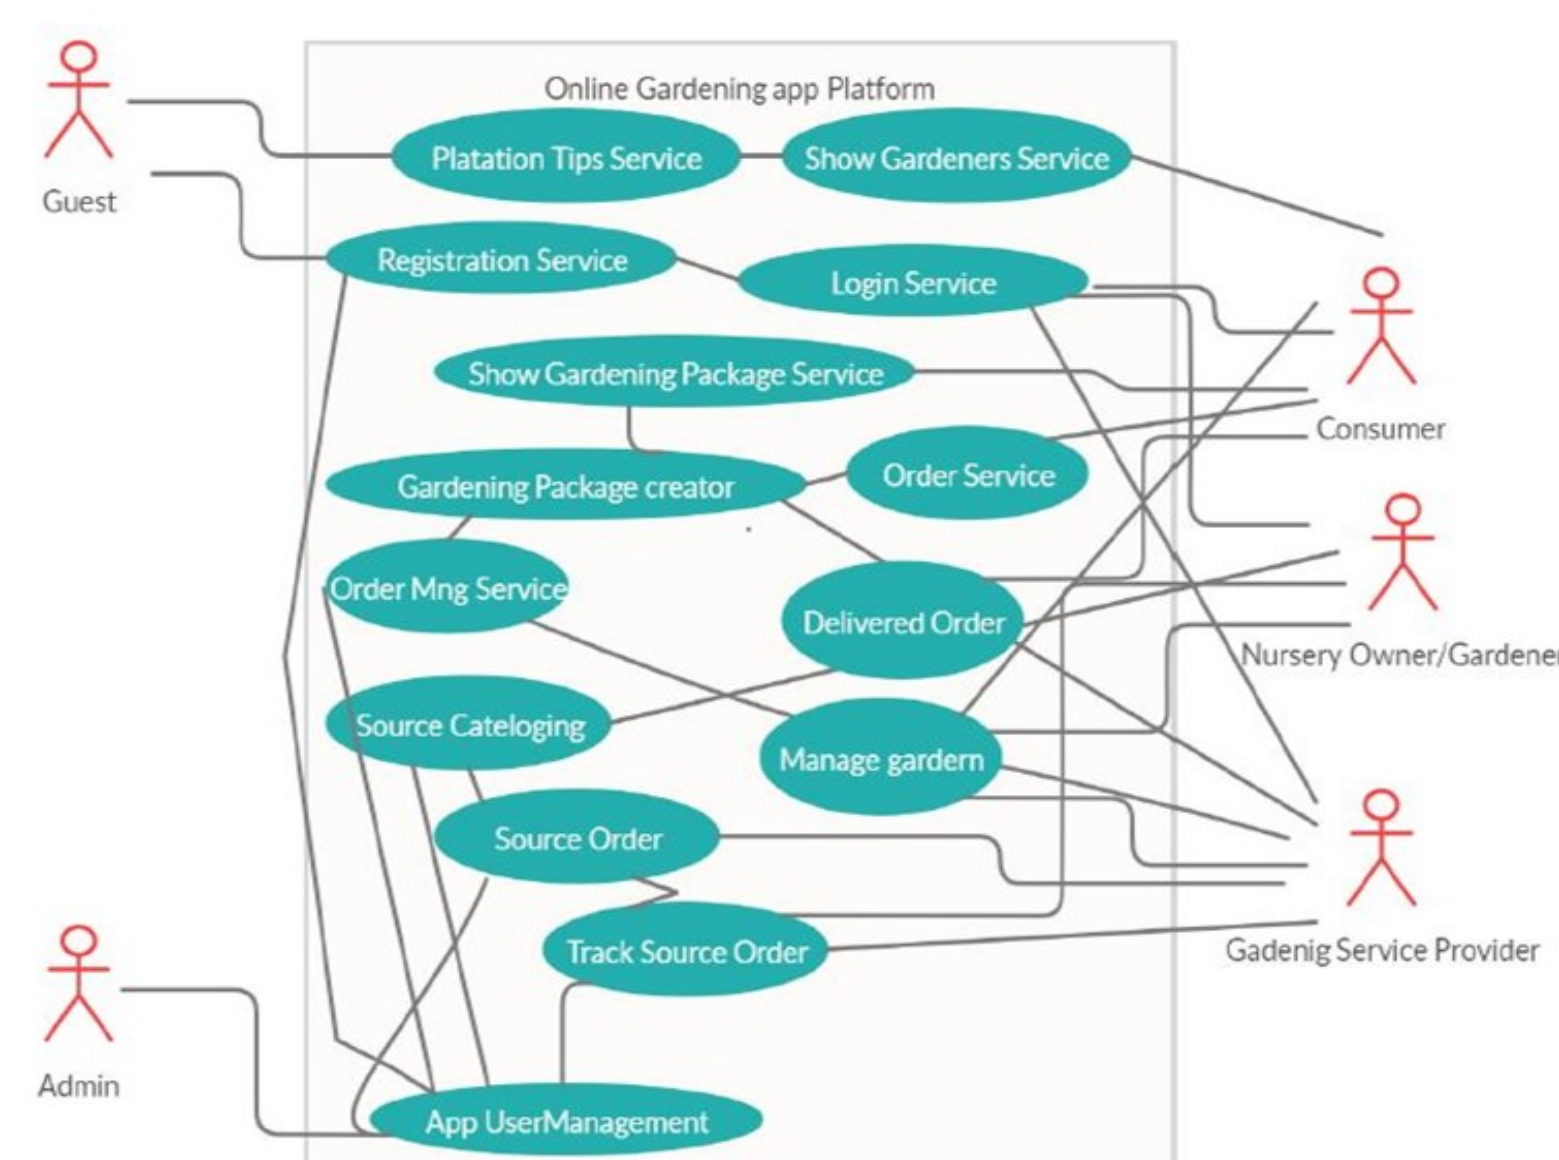 Online Gardening app Platform
Platation Tips Service
Show Gardeners Service
Guest
Registration Service
Login Service
Show Gardening Package Service
Consumer
Gardening Package creator
Order Service
Order Mng Service
Delivered Order
Nursery Owner/Gardener
Source Cateloging
Manage gardern
Source Order
Track Source Order
Gadenig Service Provider
Admin
App UserManagement